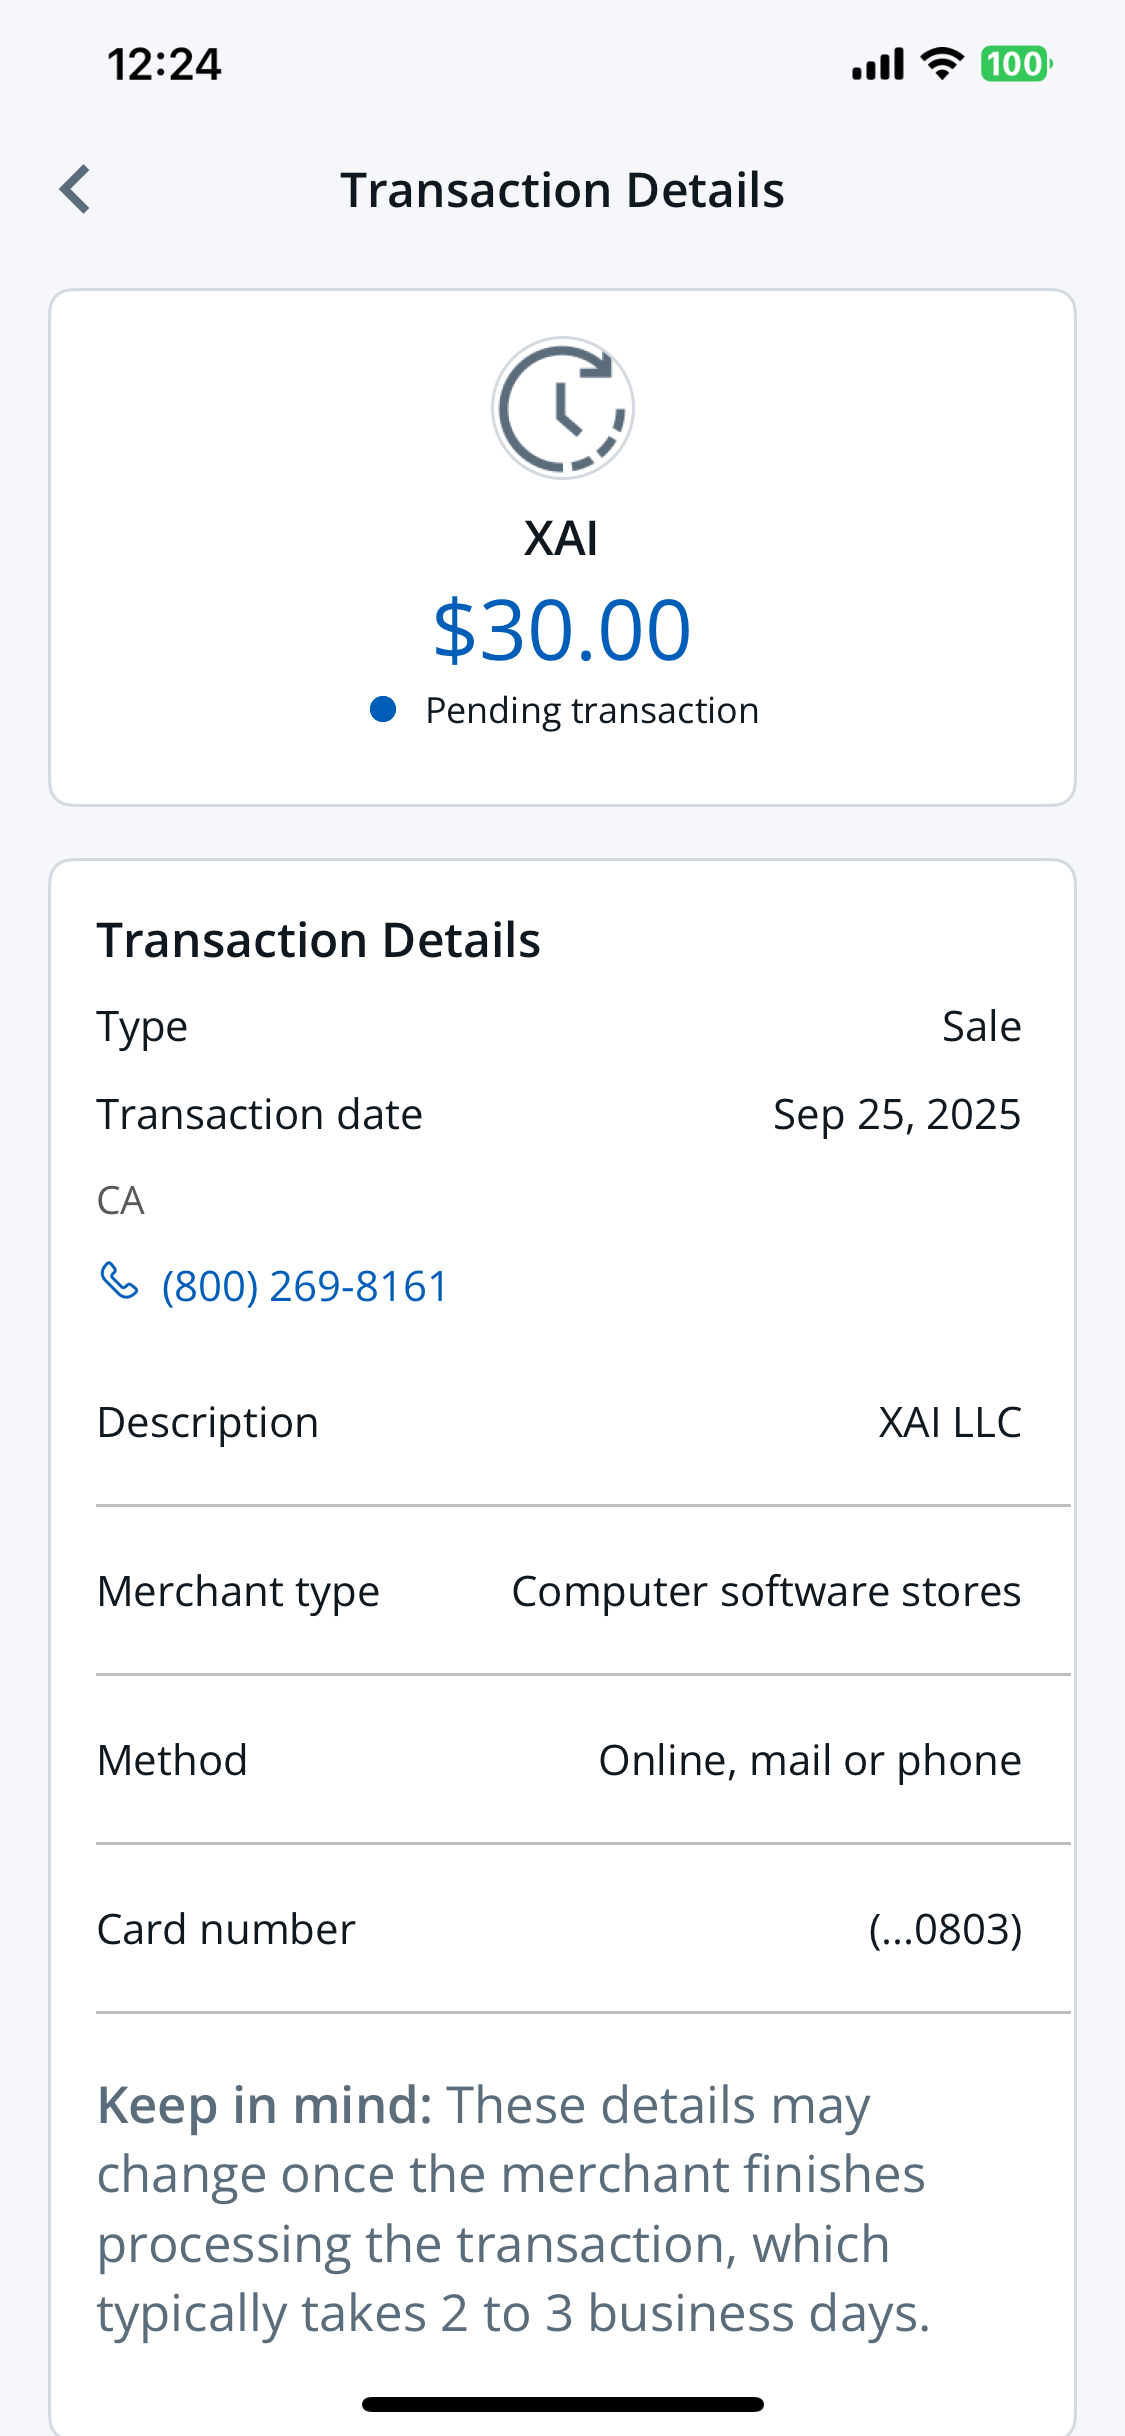 12:24
100
Transaction Details
XAI
$30.00
Pending transaction
Transaction Details
Type Sale
Transaction date Sep 25, 2025
CA
(800) 269-8161
Description XAI LLC
Merchant type Computer software stores
Method Online, mail or phone
Card number (...0803)
Keep in mind: These details may
change once the merchant finishes
processing the transaction, which
typically takes 2 to 3 business days.